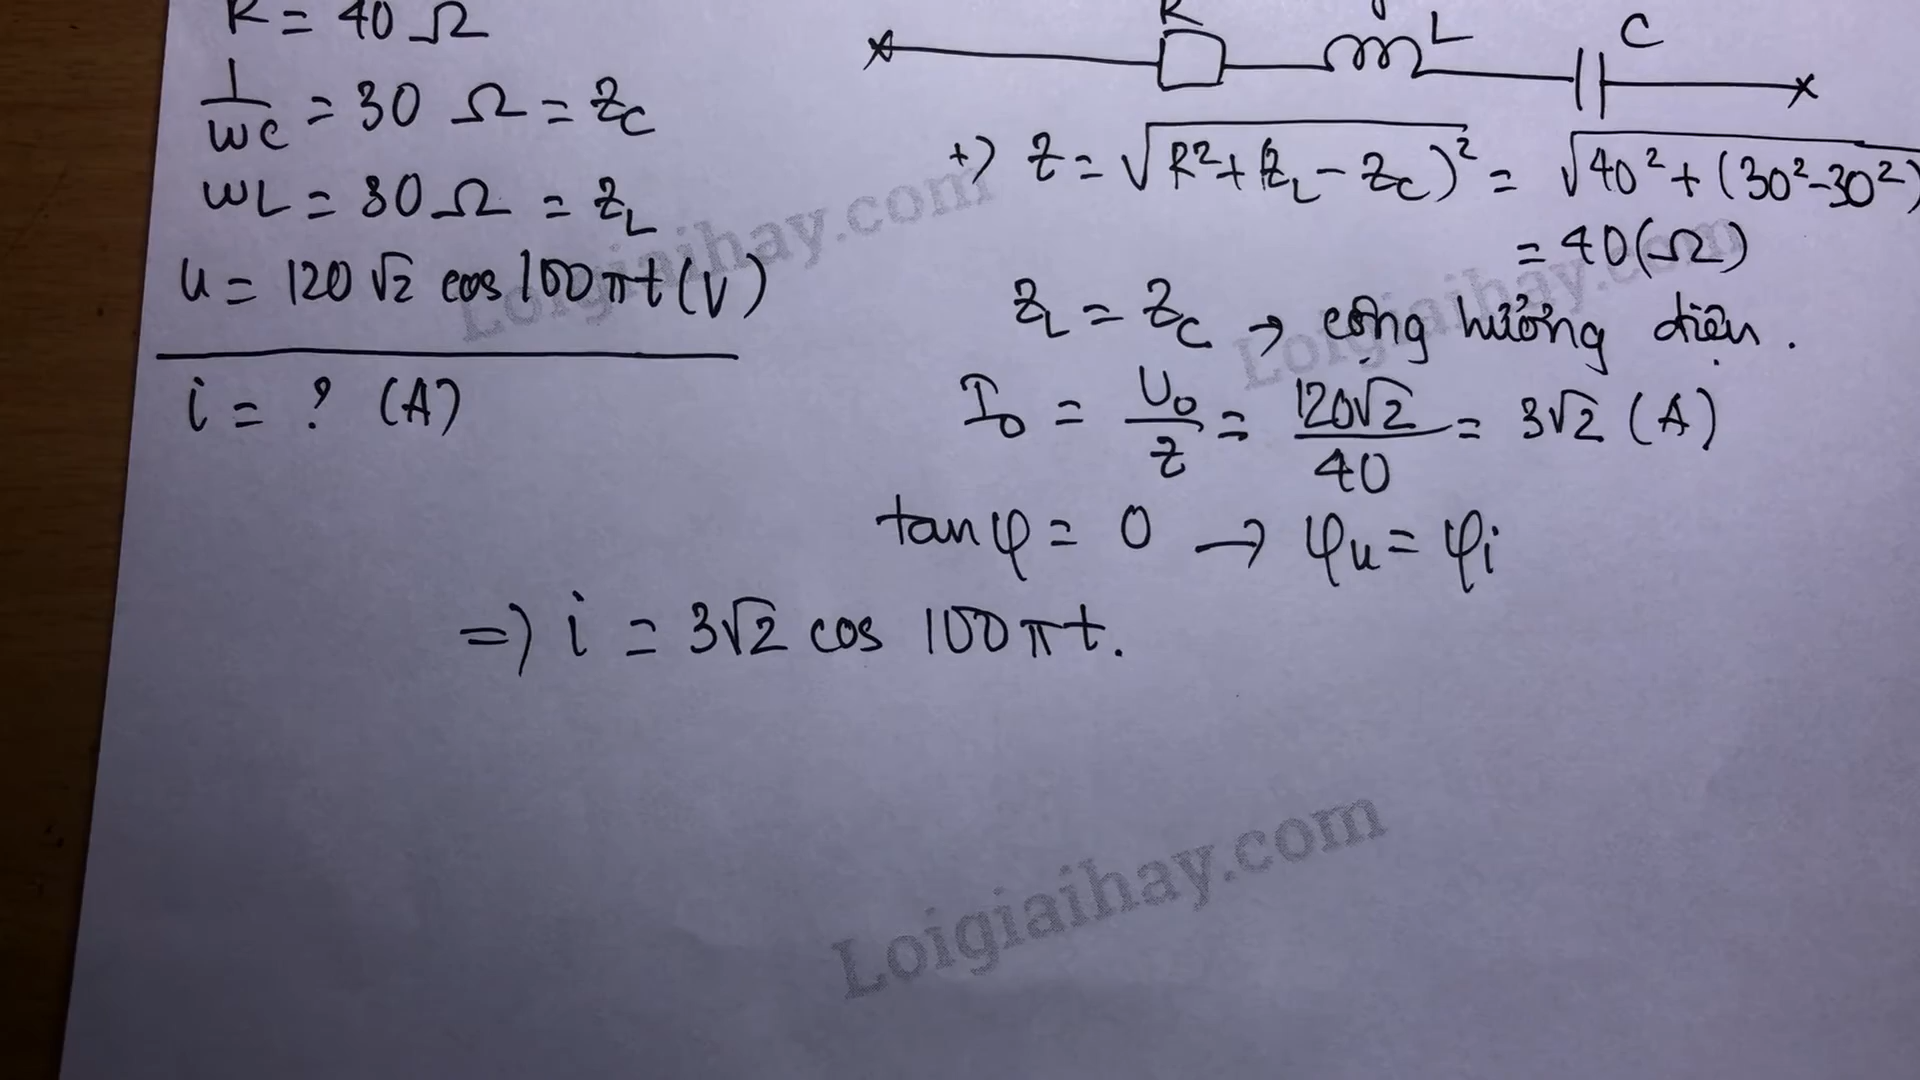 R = 40 Ω
1/ωC = 30 Ω = Z_C
ωL = 30 Ω = Z_L
u = 120√2 cos 100πt (V)
i = ? (A)
R L C
+) Z = √(R² + (Z_L - Z_C)²) = √(40² + (30² - 30²)
= 40 (Ω)
Z_L = Z_C → cộng hưởng điện.
I₀ = U₀/Z = 120√2/40 = 3√2 (A)
tan φ = 0 → φu = φi
=> i = 3√2 cos 100πt.
Loigiaihay.com
Loigiaihay.com
Loigiaihay.com